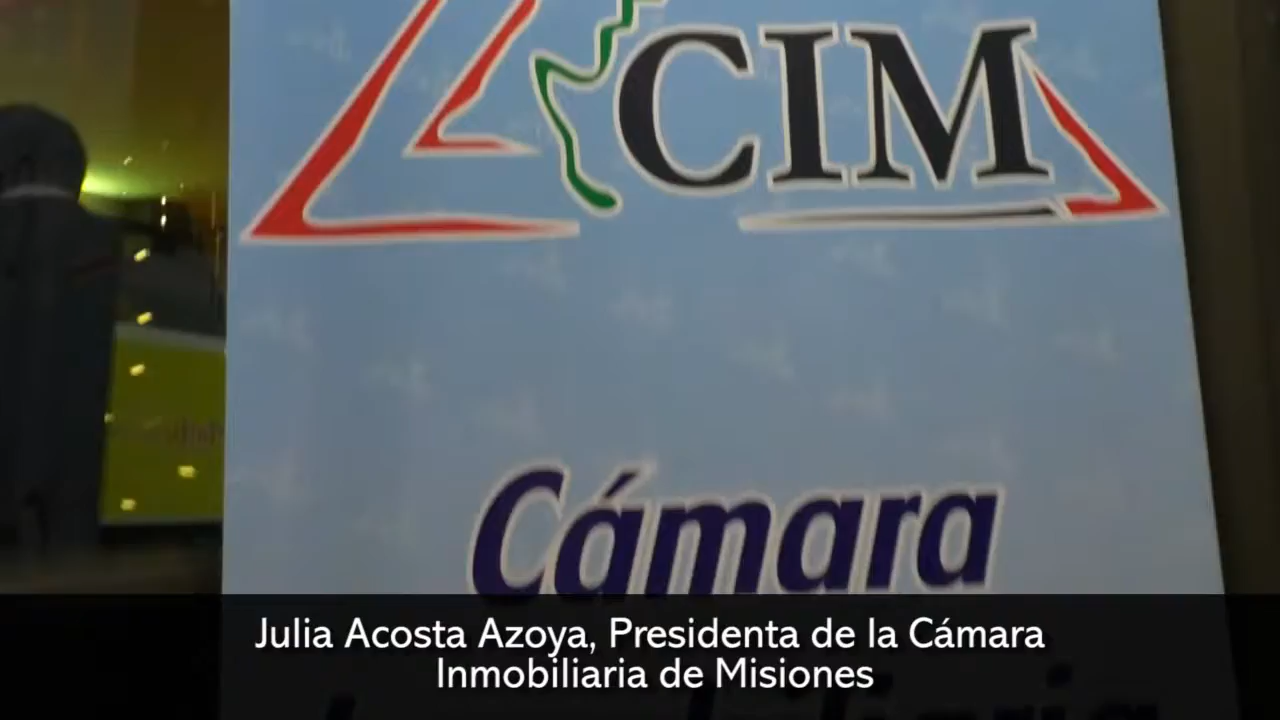 CIM
Cámara
Julia Acosta Azoya, Presidenta de la Cámara
Inmobiliaria de Misiones